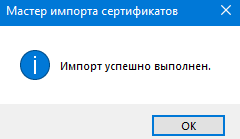 Мастер импорта сертификатов
Импорт успешно выполнен.
OK